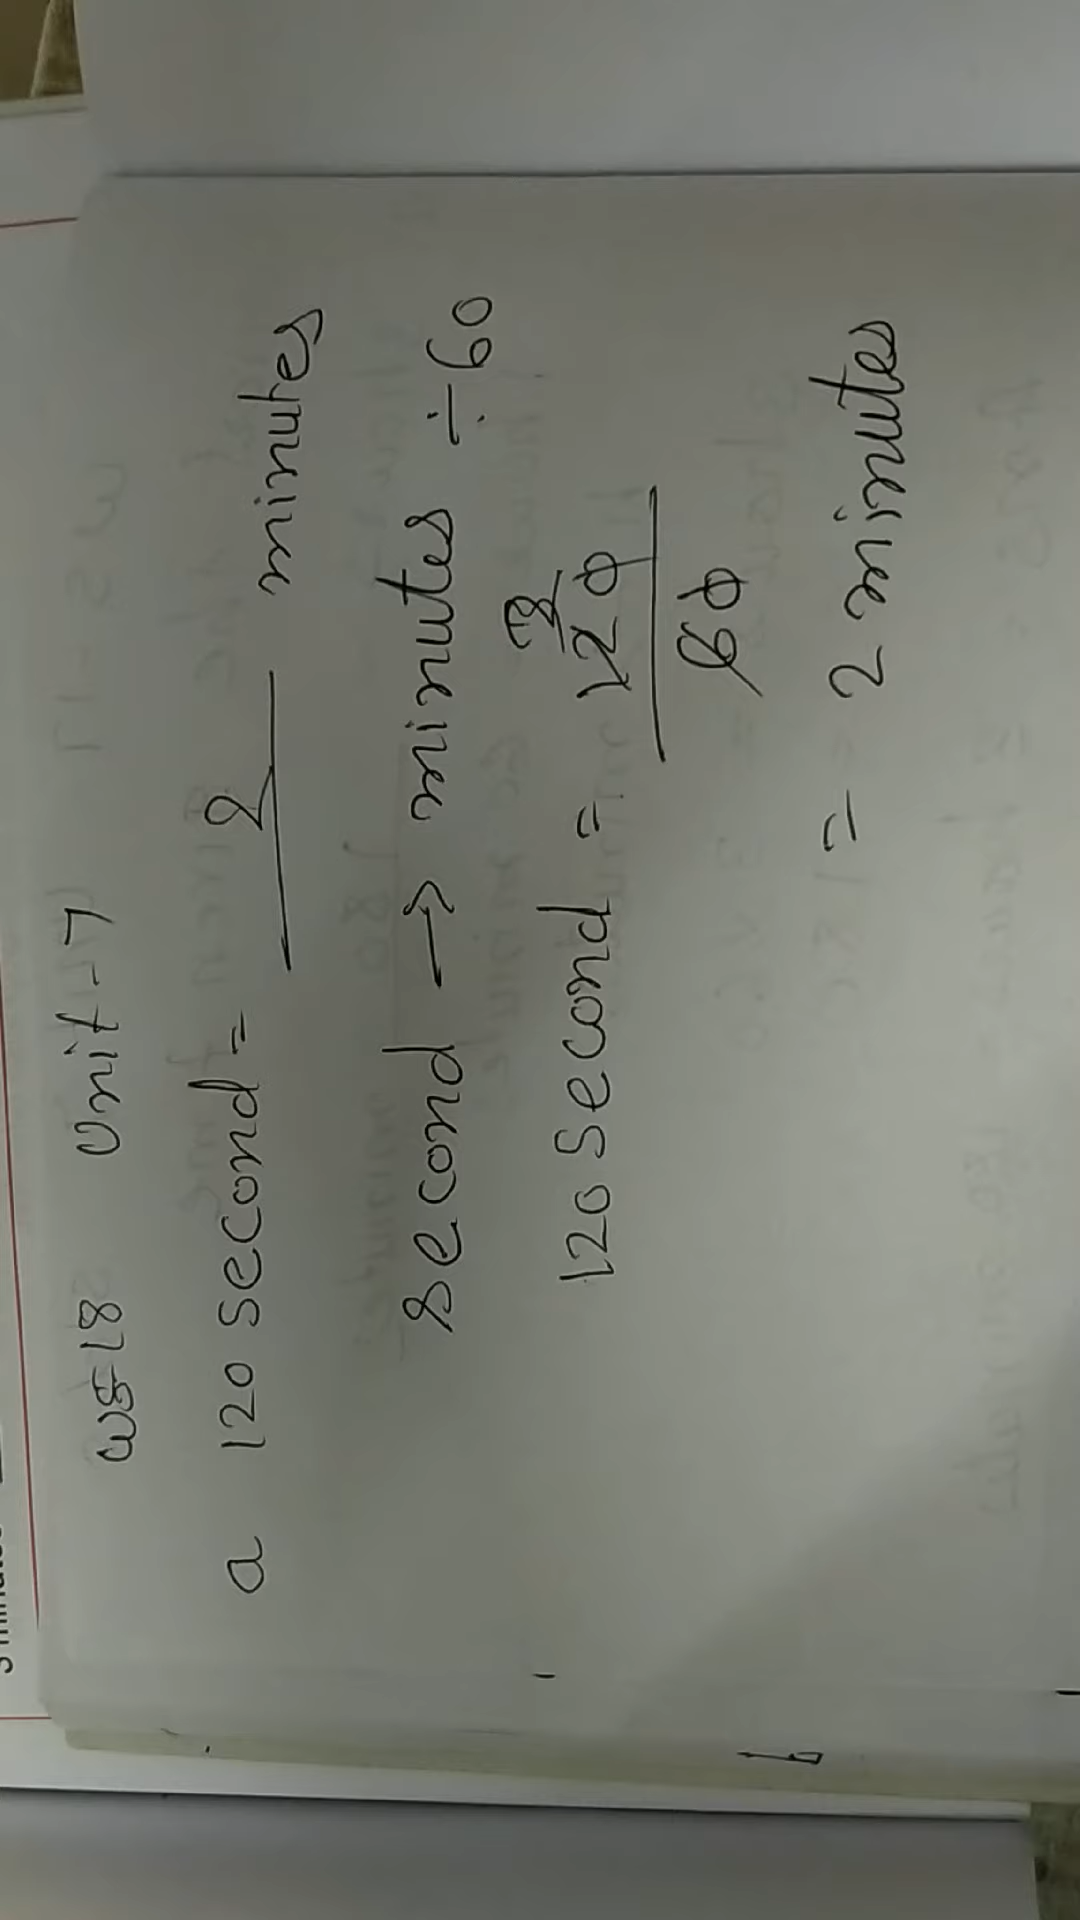 WS-18 Unit-7
a 120 second = 2 minutes
second → minutes ÷60
120 second = 120
60
= 2 minutes